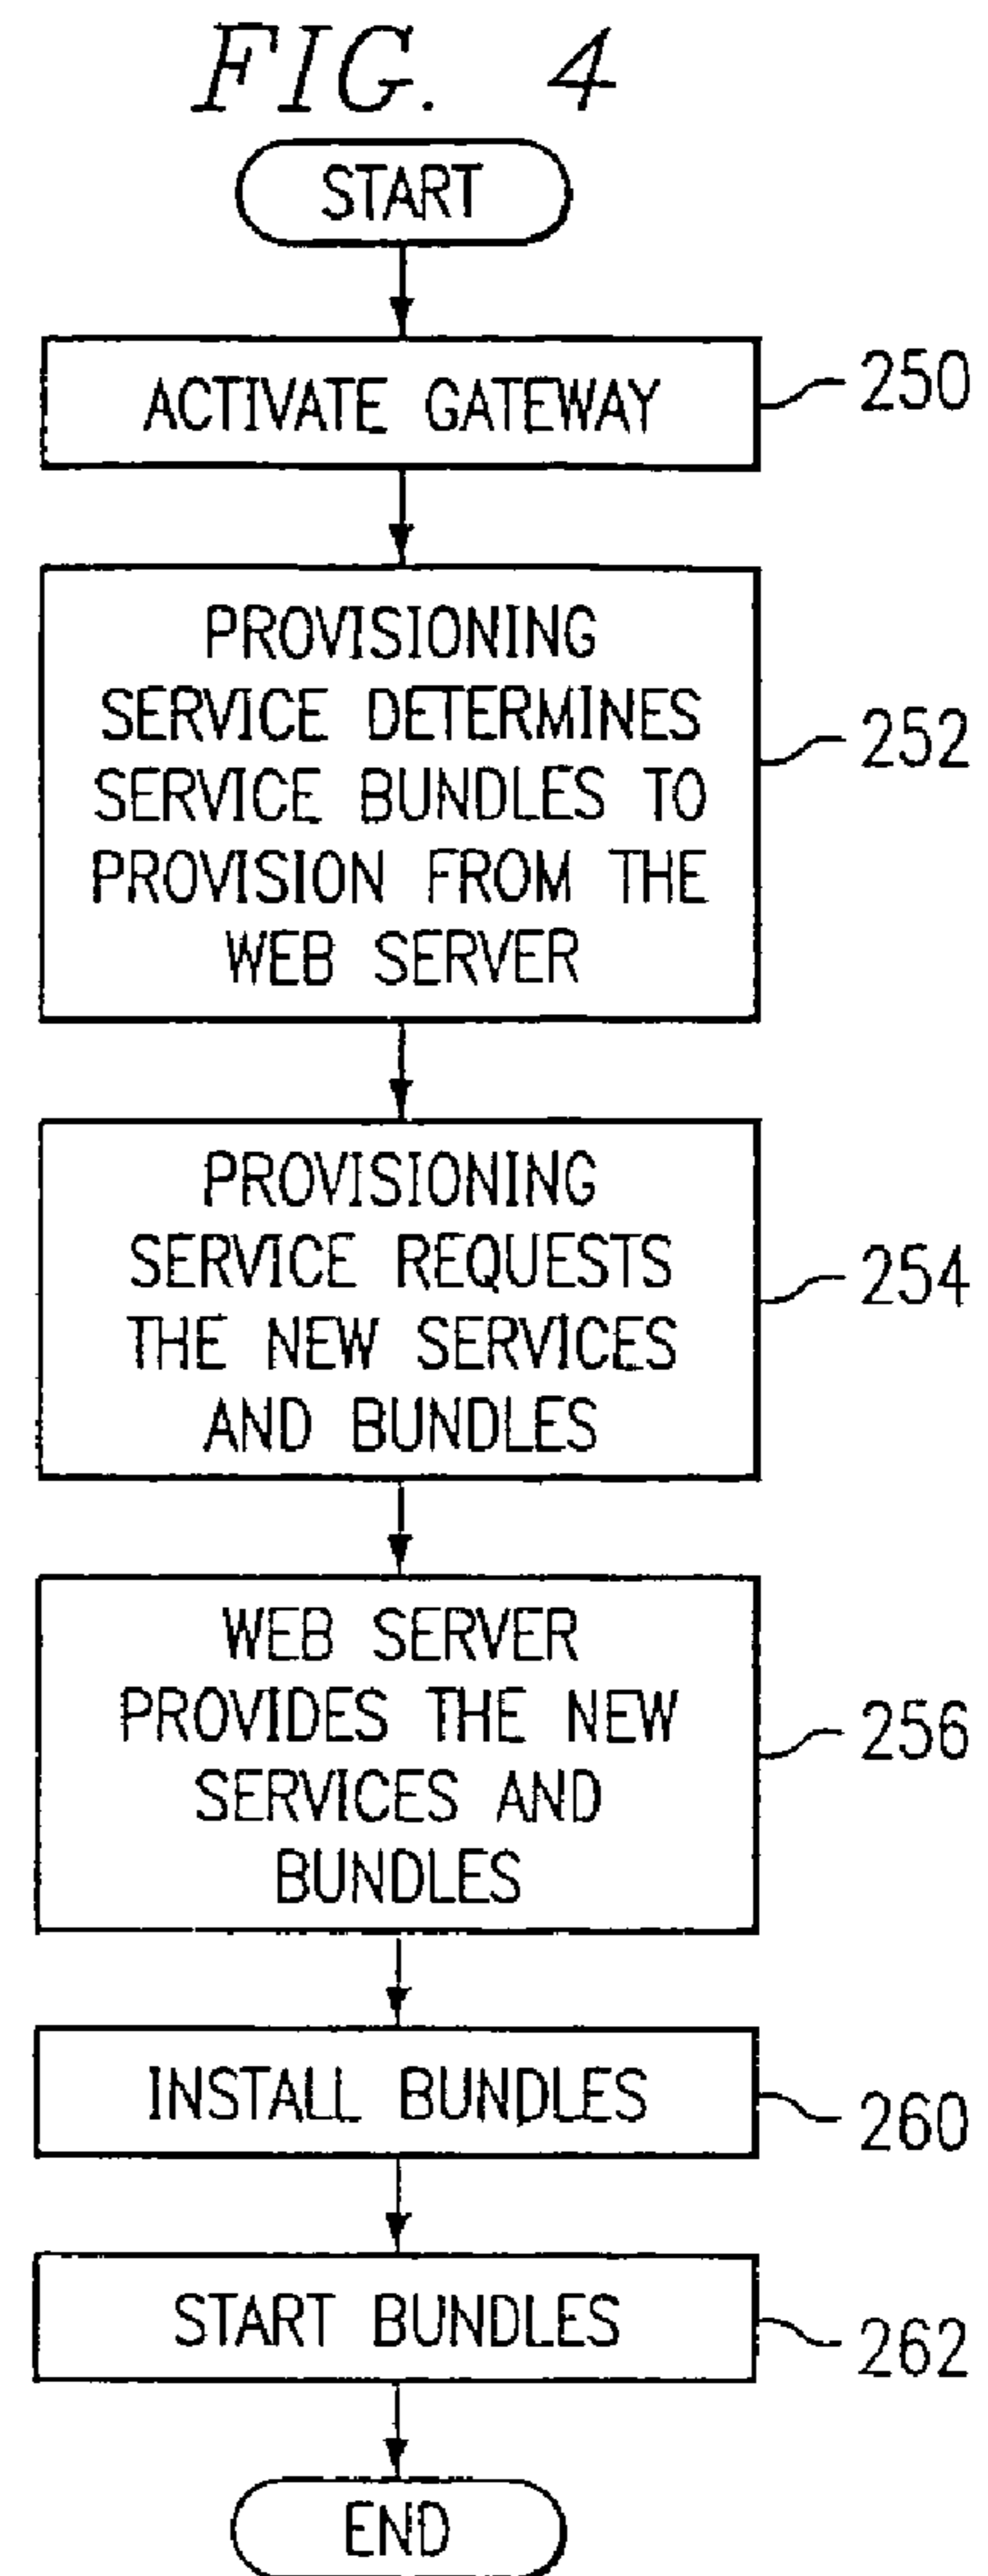 FIG. 4
START
ACTIVATE GATEWAY
250
PROVISIONING
SERVICE DETERMINES
SERVICE BUNDLES TO
PROVISION FROM THE
WEB SERVER
252
PROVISIONING
SERVICE REQUESTS
THE NEW SERVICES
AND BUNDLES
254
WEB SERVER
PROVIDES THE NEW
SERVICES AND
BUNDLES
256
INSTALL BUNDLES
260
START BUNDLES
262
END